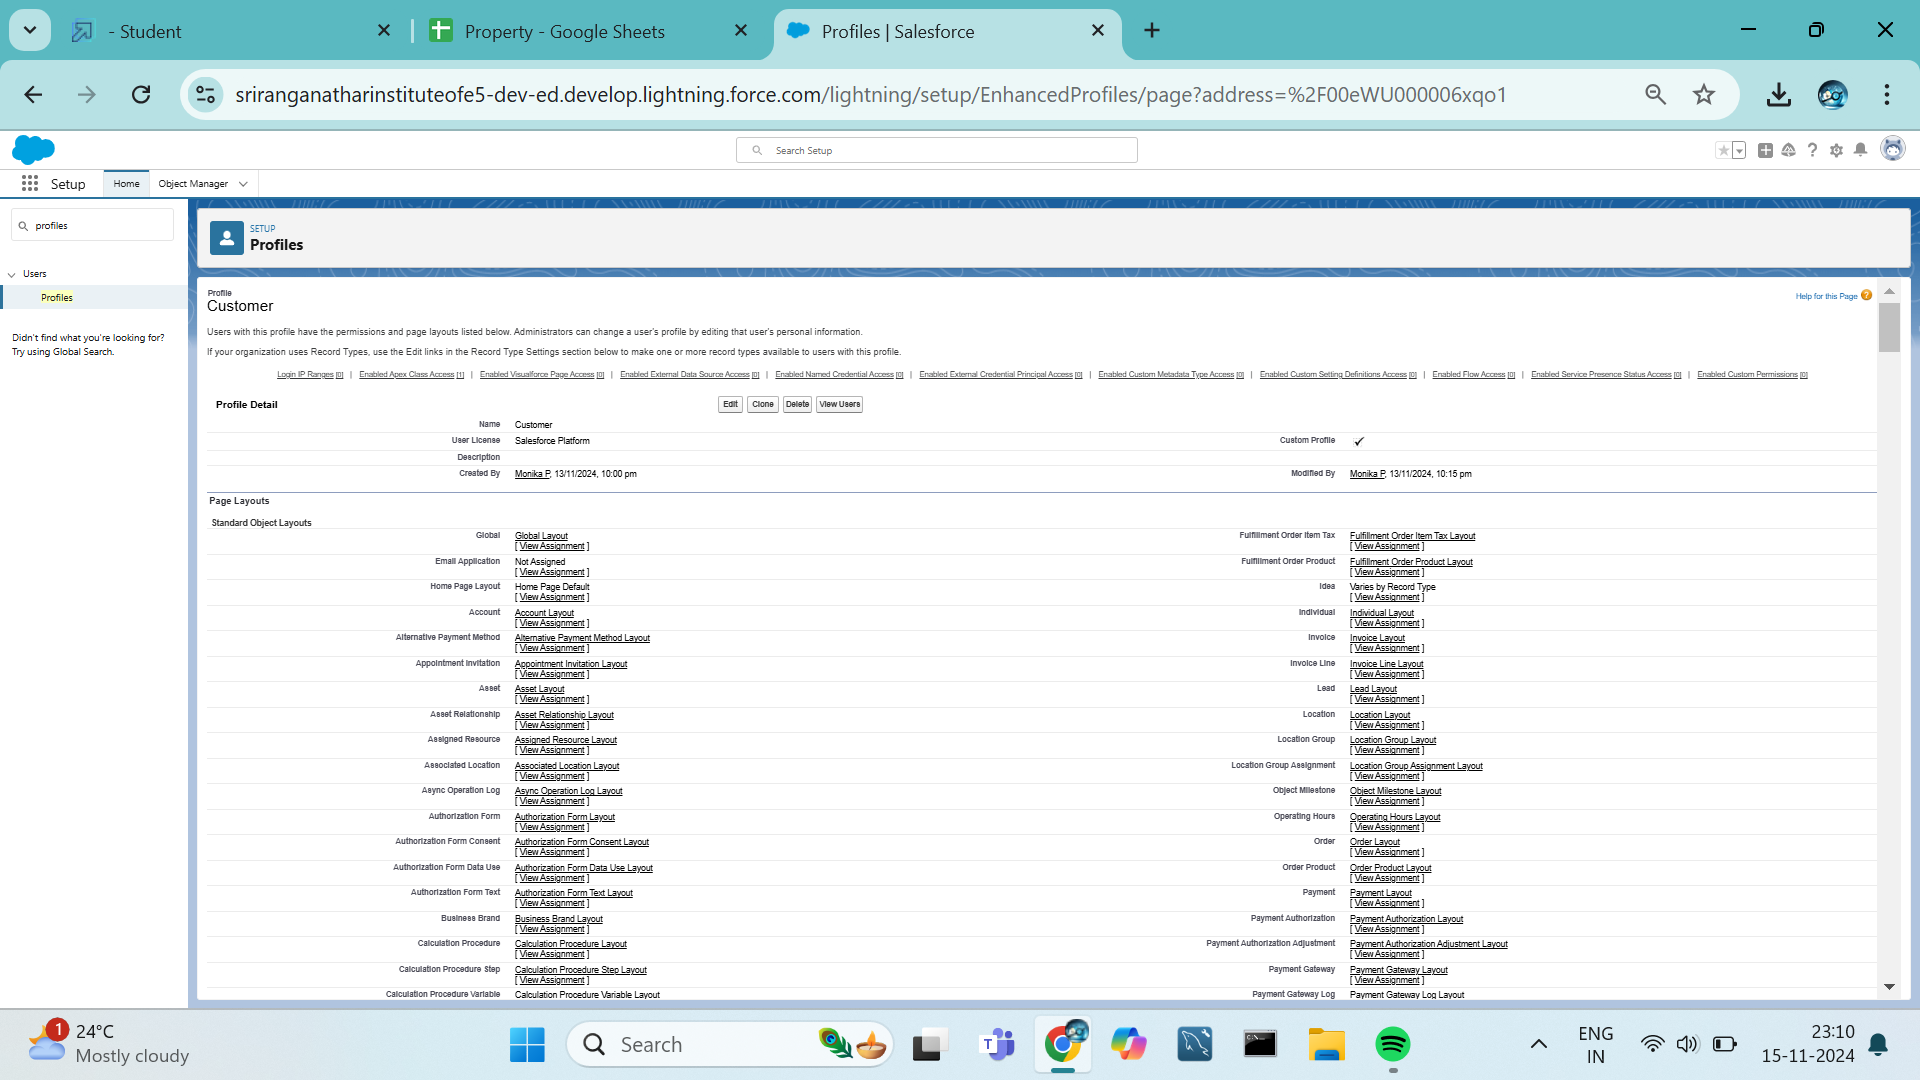 - Student
Property - Google Sheets
Profiles | Salesforce
sriranganatharinstituteofe5-dev-ed.develop.lightning.force.com/lightning/setup/EnhancedProfiles/page?address=%2F00eWU000006xqo1
Search Setup
Setup
Home
Object Manager
profiles
Users
Profiles
Didn't find what you're looking for?
Try using Global Search.
SETUP
Profiles
Profile
Customer
Help for this Page
Users with this profile have the permissions and page layouts listed below. Administrators can change a user's profile by editing that user's personal information.
If your organization uses Record Types, use the Edit links in the Record Type Settings section below to make one or more record types available to users with this profile.
Login IP Ranges [0] | Enabled Apex Class Access [1] | Enabled Visualforce Page Access [0] | Enabled External Data Source Access [0] | Enabled Named Credential Access [0] | Enabled External Credential Principal Access [0] | Enabled Custom Metadata Type Access [0] | Enabled Custom Setting Definitions Access [0] | Enabled Flow Access [0] | Enabled Service Presence Status Access [0] | Enabled Custom Permissions [0]
Profile Detail Edit Clone Delete View Users
Name Customer
User License Salesforce Platform Custom Profile ✓
Description
Created By Monika P, 13/11/2024, 10:00 pm Modified By Monika P, 13/11/2024, 10:15 pm
Page Layouts
Standard Object Layouts
Global Global Layout Fulfillment Order Item Tax Fulfillment Order Item Tax Layout
[ View Assignment ] [ View Assignment ]
Email Application Not Assigned Fulfillment Order Product Fulfillment Order Product Layout
[ View Assignment ] [ View Assignment ]
Home Page Layout Home Page Default Idea Varies by Record Type
[ View Assignment ] [ View Assignment ]
Account Account Layout Individual Individual Layout
[ View Assignment ] [ View Assignment ]
Alternative Payment Method Alternative Payment Method Layout Invoice Invoice Layout
[ View Assignment ] [ View Assignment ]
Appointment Invitation Appointment Invitation Layout Invoice Line Invoice Line Layout
[ View Assignment ] [ View Assignment ]
Asset Asset Layout Lead Lead Layout
[ View Assignment ] [ View Assignment ]
Asset Relationship Asset Relationship Layout Location Location Layout
[ View Assignment ] [ View Assignment ]
Assigned Resource Assigned Resource Layout Location Group Location Group Layout
[ View Assignment ] [ View Assignment ]
Associated Location Associated Location Layout Location Group Assignment Location Group Assignment Layout
[ View Assignment ] [ View Assignment ]
Async Operation Log Async Operation Log Layout Object Milestone Object Milestone Layout
[ View Assignment ] [ View Assignment ]
Authorization Form Authorization Form Layout Operating Hours Operating Hours Layout
[ View Assignment ] [ View Assignment ]
Authorization Form Consent Authorization Form Consent Layout Order Order Layout
[ View Assignment ] [ View Assignment ]
Authorization Form Data Use Authorization Form Data Use Layout Order Product Order Product Layout
[ View Assignment ] [ View Assignment ]
Authorization Form Text Authorization Form Text Layout Payment Payment Layout
[ View Assignment ] [ View Assignment ]
Business Brand Business Brand Layout Payment Authorization Payment Authorization Layout
[ View Assignment ] [ View Assignment ]
Calculation Procedure Calculation Procedure Layout Payment Authorization Adjustment Payment Authorization Adjustment Layout
[ View Assignment ] [ View Assignment ]
Calculation Procedure Step Calculation Procedure Step Layout Payment Gateway Payment Gateway Layout
[ View Assignment ] [ View Assignment ]
Calculation Procedure Variable Calculation Procedure Variable Layout Payment Gateway Log Payment Gateway Log Layout
1
24°C
Mostly cloudy
Search
ENG
IN
23:10
15-11-2024